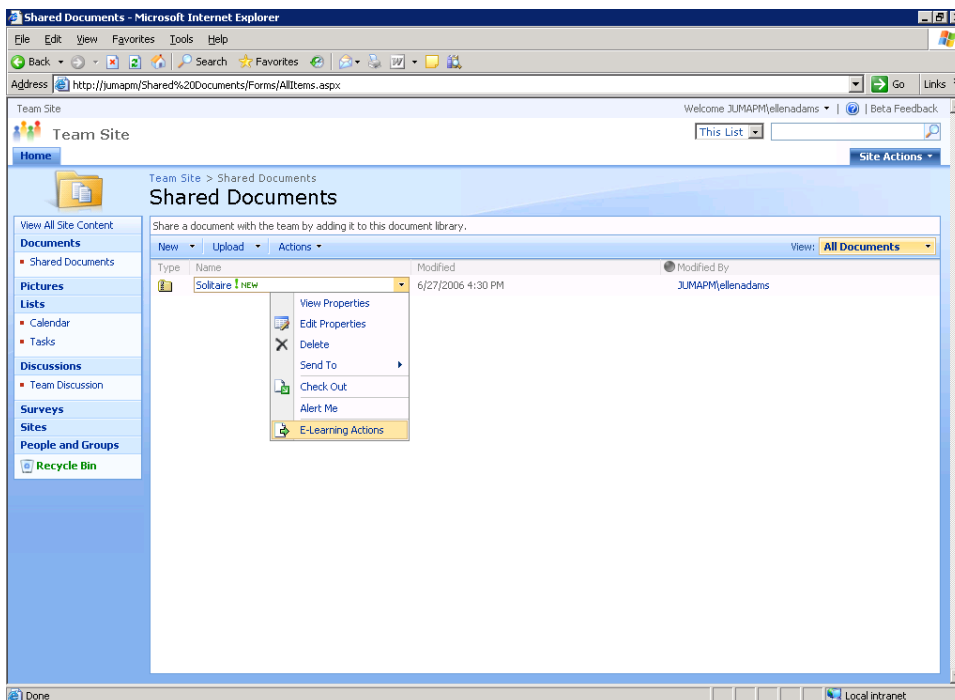 Shared Documents - Microsoft Internet Explorer
File Edit View Favorites Tools Help
Back Search Favorites
Address http://jumapm/Shared%20Documents/Forms/AllItems.aspx Go Links
Team Site Welcome JUMAPM\ellenadams | Beta Feedback
Team Site This List
Home Site Actions
Team Site > Shared Documents
Shared Documents
View All Site Content
Share a document with the team by adding it to this document library.
Documents
New Upload Actions View: All Documents
Shared Documents
Type Name Modified Modified By
Pictures
Solitaire ! NEW 6/27/2006 4:30 PM JUMAPM\ellenadams
Lists
Calendar
Tasks
Discussions
Team Discussion
Surveys
Sites
People and Groups
Recycle Bin
View Properties
Edit Properties
Delete
Send To
Check Out
Alert Me
E-Learning Actions
Done Local intranet